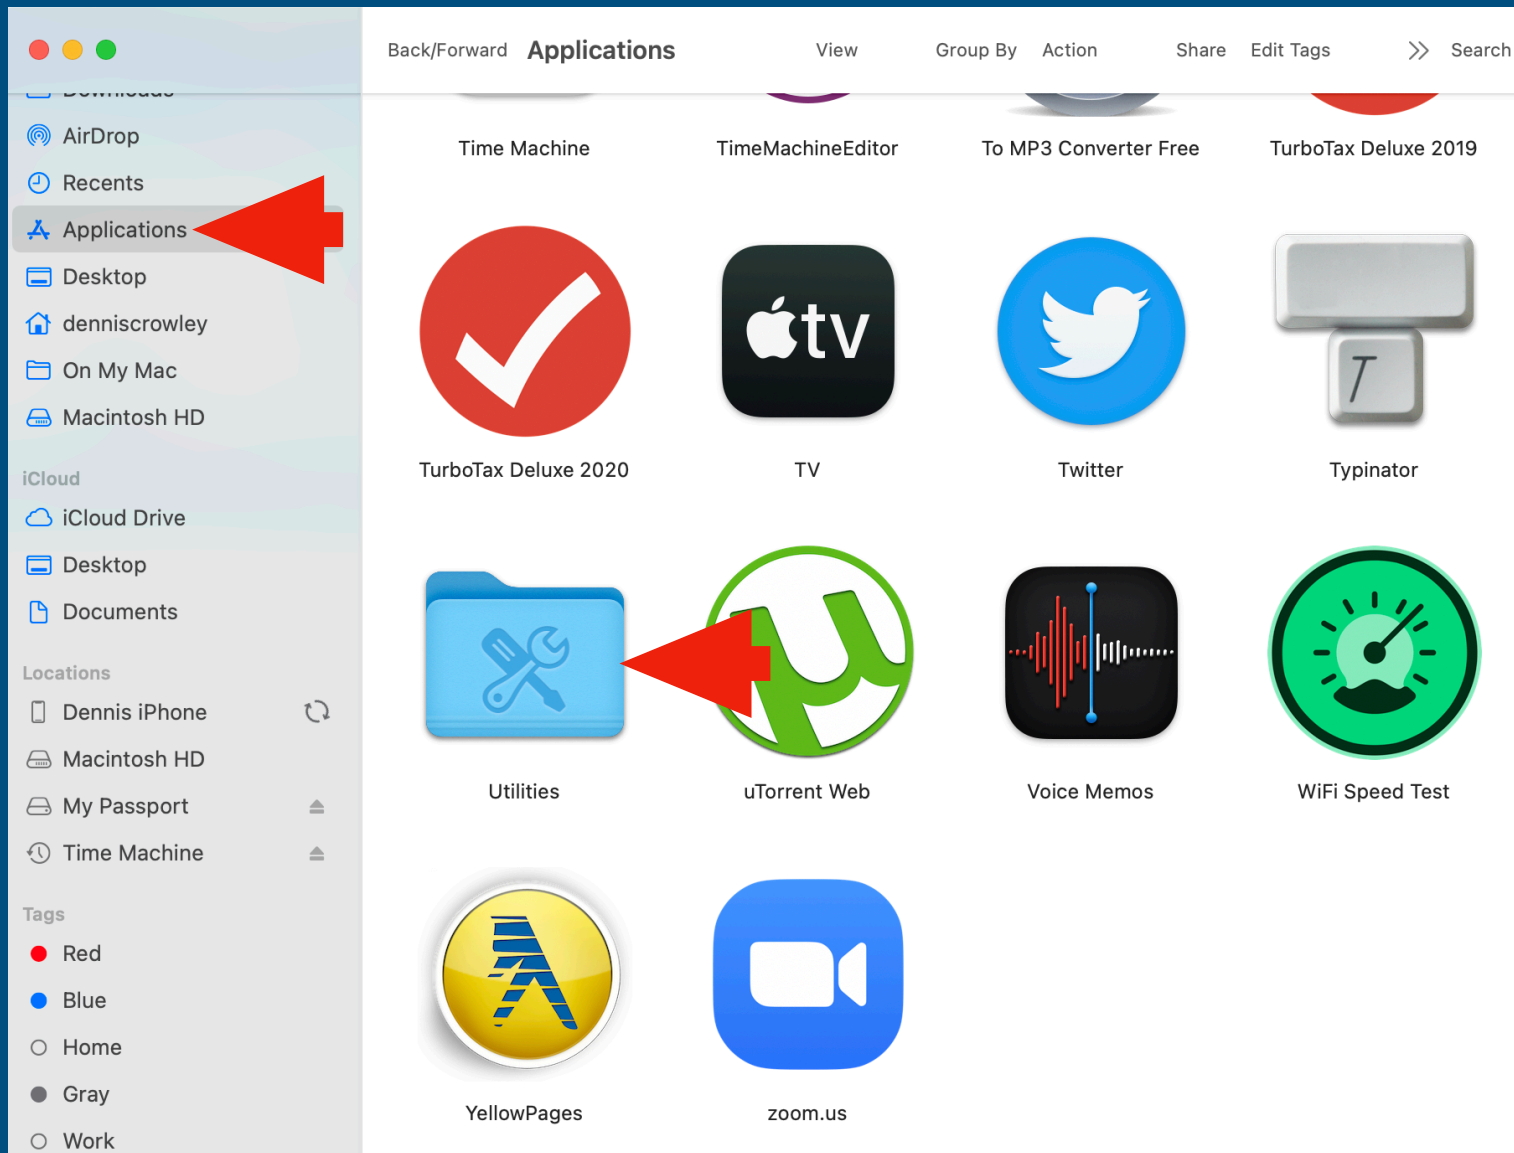 Back/Forward Applications View Group By Action Share Edit Tags Search
Downloads
AirDrop
Recents
Applications
Desktop
denniscrowley
On My Mac
Macintosh HD
iCloud
iCloud Drive
Desktop
Documents
Locations
Dennis iPhone
Macintosh HD
My Passport
Time Machine
Tags
Red
Blue
Home
Gray
Work
Time Machine TimeMachineEditor To MP3 Converter Free TurboTax Deluxe 2019
tv
T
TurboTax Deluxe 2020 TV Twitter Typinator
Utilities uTorrent Web Voice Memos WiFi Speed Test
YellowPages zoom.us